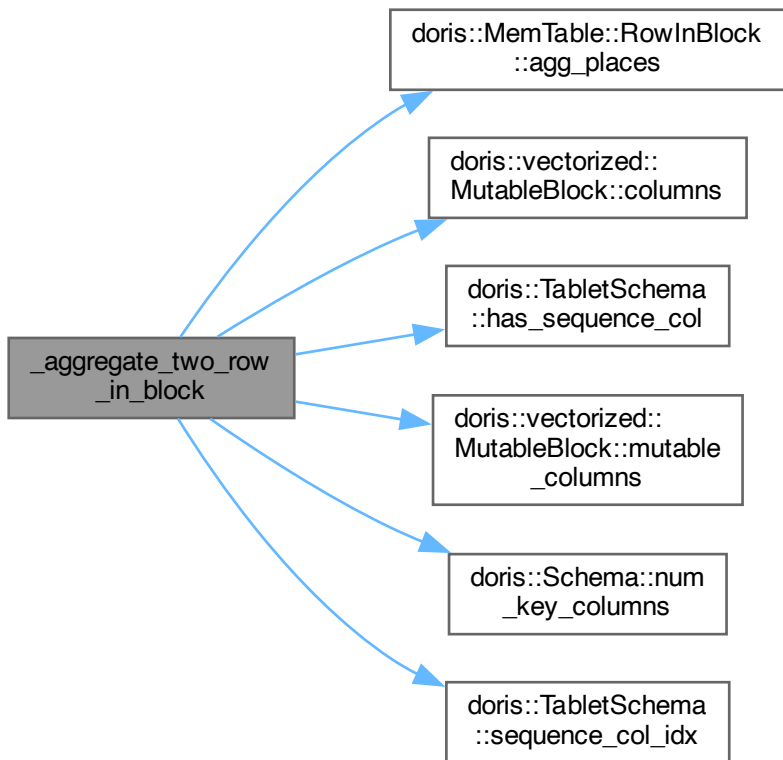 doris::MemTable::RowInBlock
::agg_places
doris::vectorized::
MutableBlock::columns
doris::TabletSchema
::has_sequence_col
_aggregate_two_row
_in_block
doris::vectorized::
MutableBlock::mutable
_columns
doris::Schema::num
_key_columns
doris::TabletSchema
::sequence_col_idx